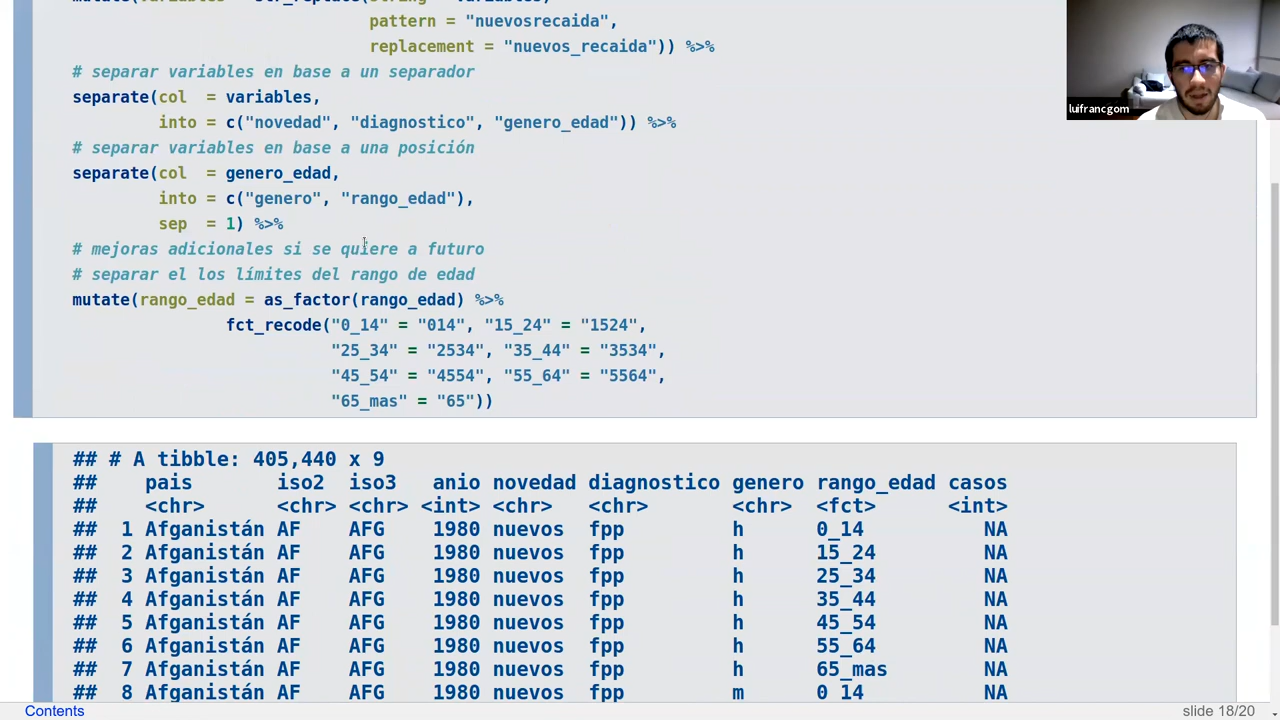 pattern = "nuevosrecaida",
replacement = "nuevos_recaida")) %>%
# separar variables en base a un separador
separate(col = variables,
into = c("novedad", "diagnostico", "genero_edad")) %>%
# separar variables en base a una posición
separate(col = genero_edad,
into = c("genero", "rango_edad"),
sep = 1) %>%
# mejoras adicionales si se quiere a futuro
# separar el los límites del rango de edad
mutate(rango_edad = as_factor(rango_edad) %>%
fct_recode("0_14" = "014", "15_24" = "1524",
"25_34" = "2534", "35_44" = "3534",
"45_54" = "4554", "55_64" = "5564",
"65_mas" = "65"))
luifrancgom
## # A tibble: 405,440 x 9
## pais iso2 iso3 anio novedad diagnostico genero rango_edad casos
## <chr> <chr> <chr> <int> <chr> <chr> <chr> <fct> <int>
## 1 Afganistán AF AFG 1980 nuevos fpp h 0_14 NA
## 2 Afganistán AF AFG 1980 nuevos fpp h 15_24 NA
## 3 Afganistán AF AFG 1980 nuevos fpp h 25_34 NA
## 4 Afganistán AF AFG 1980 nuevos fpp h 35_44 NA
## 5 Afganistán AF AFG 1980 nuevos fpp h 45_54 NA
## 6 Afganistán AF AFG 1980 nuevos fpp h 55_64 NA
## 7 Afganistán AF AFG 1980 nuevos fpp h 65_mas NA
## 8 Afganistán AF AFG 1980 nuevos fpp m 0_14 NA
Contents
slide 18/20